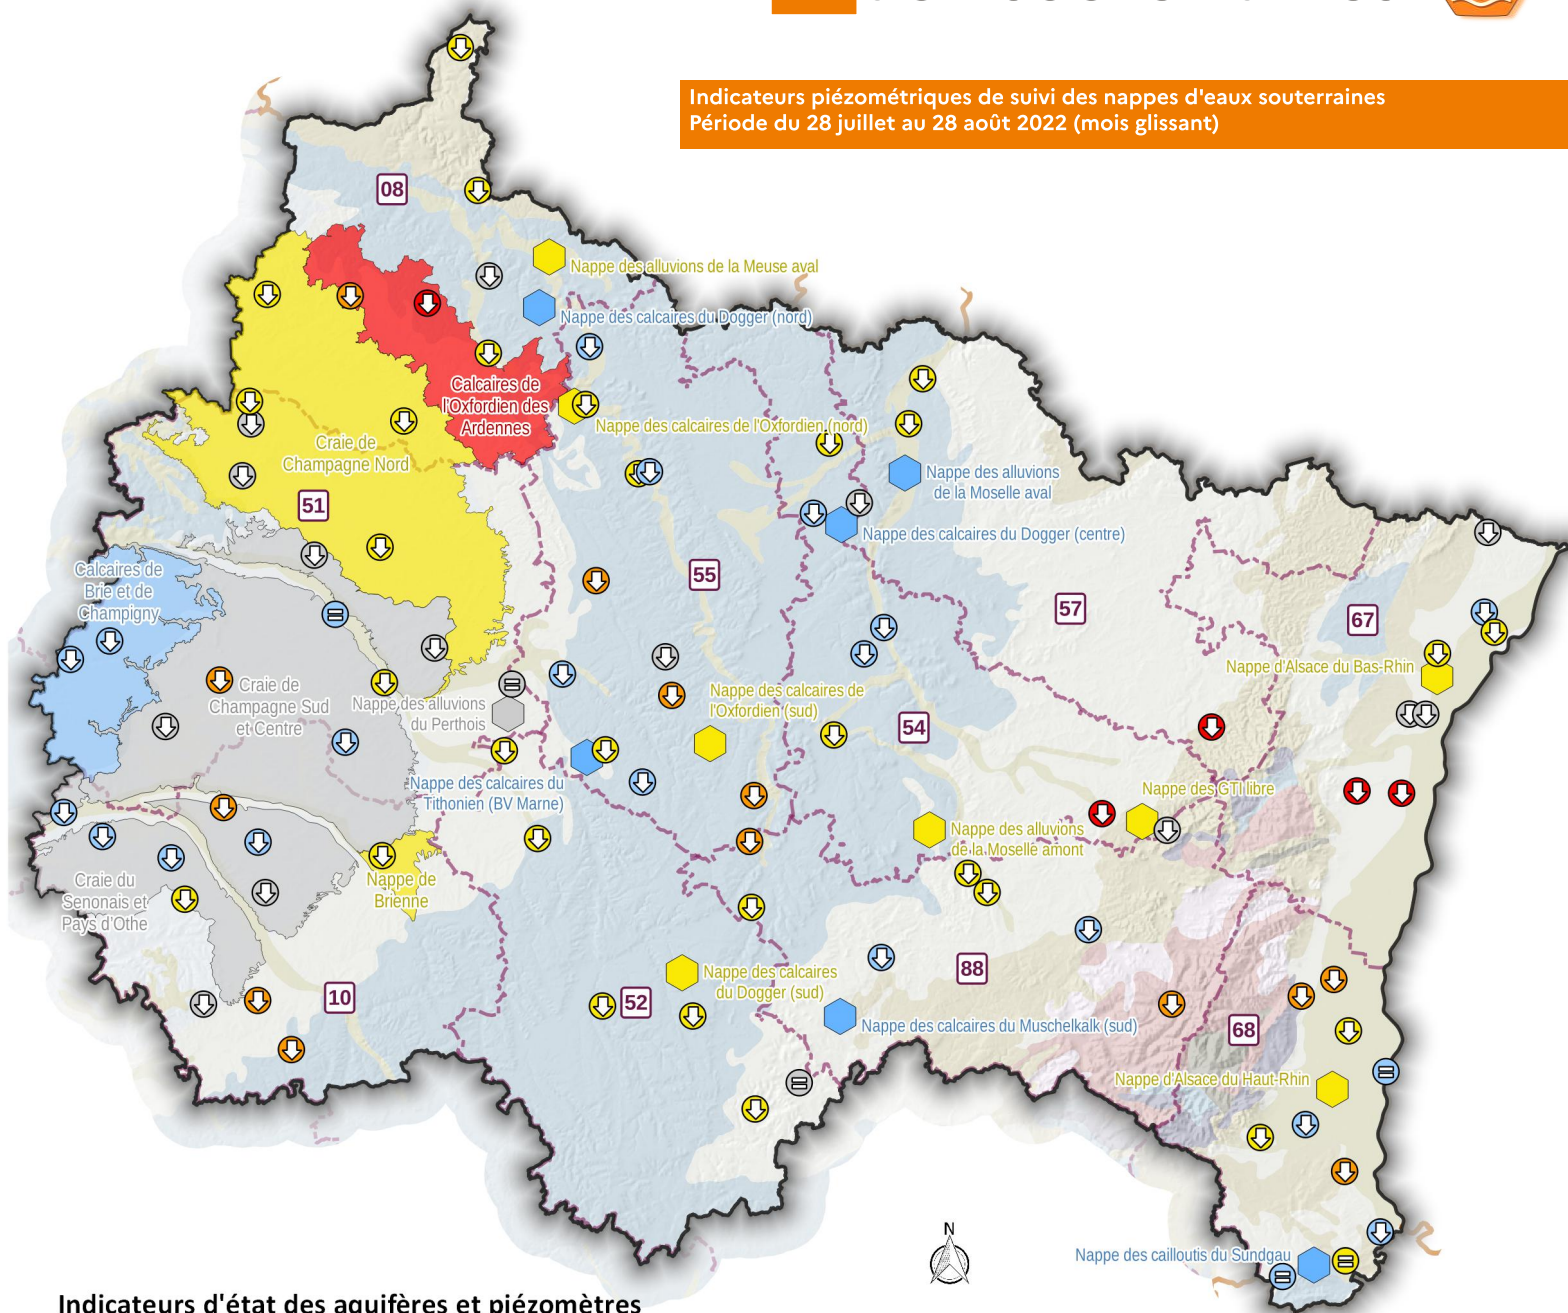 Indicateurs piézométriques de suivi des nappes d'eaux souterraines
Période du 28 juillet au 28 août 2022 (mois glissant)
08
Nappe des alluvions de la Meuse aval
Nappe des calcaires du Dogger (nord)
Calcaires de
l'Oxfordien des
Ardennes
Nappe des calcaires de l'Oxfordien (nord)
Craie de
Champagne Nord
Nappe des alluvions
de la Moselle aval
51
Nappe des calcaires du Dogger (centre)
Calcaires de
Brie et de
Champigny
55
57
67
Nappe d'Alsace du Bas-Rhin
Craie de
Champagne Sud
et Centre
Nappe des alluvions
du Perthois
Nappe des calcaires de
l'Oxfordien (sud)
54
Nappe des calcaires du
Tithonien (BV Marne)
Nappe des GTI libre
Nappe des alluvions
de la Moselle amont
Craie du
Senonais et
Pays d'Othe
Nappe de
Brienne
10
52
Nappe des calcaires
du Dogger (sud)
88
Nappe des calcaires du Muschelkalk (sud)
68
Nappe d'Alsace du Haut-Rhin
N
Nappe des cailloutis du Sundgau
Indicateurs d'état des aquifères et piézomètres